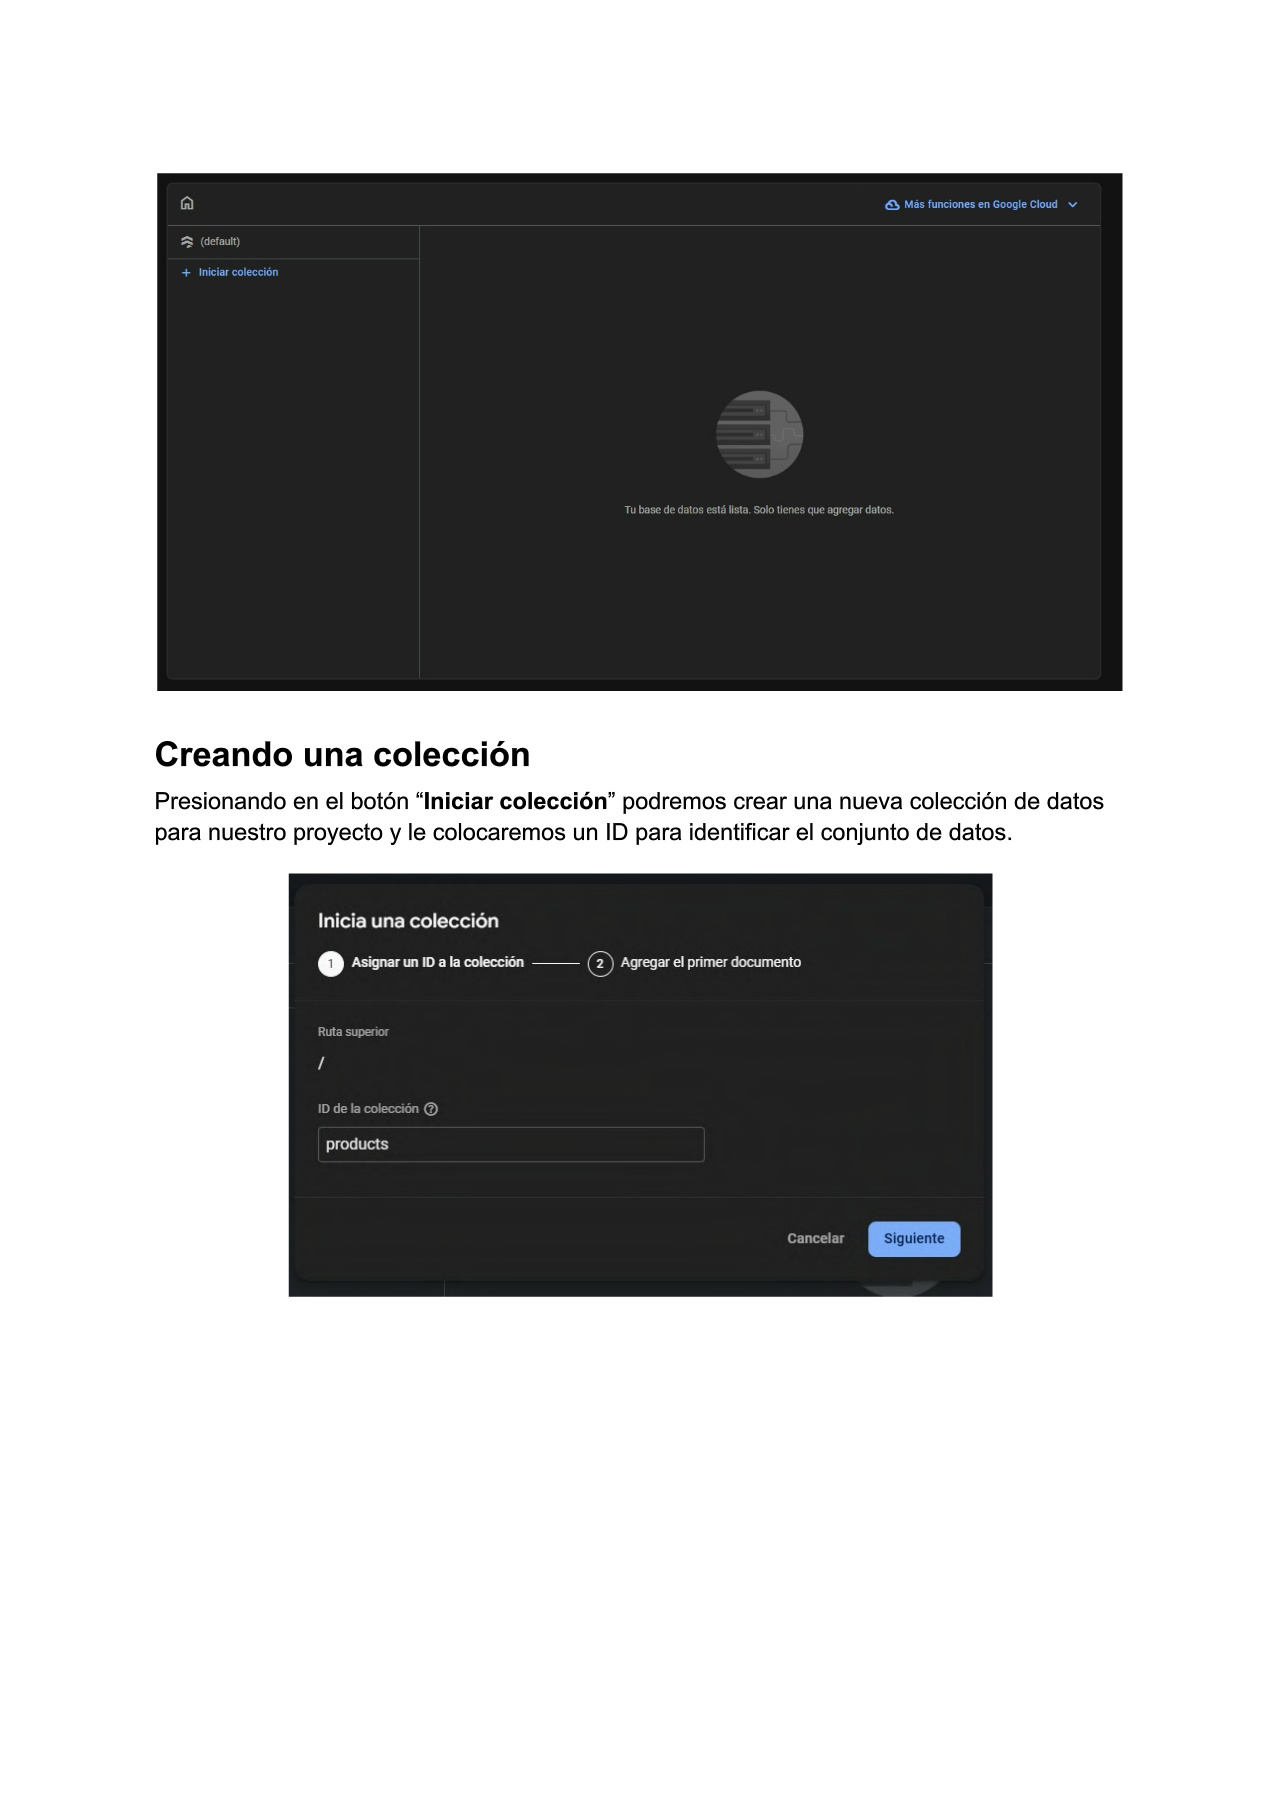 Más funciones en Google Cloud
(default)
+ Iniciar colección
Tu base de datos está lista. Solo tienes que agregar datos.
Creando una colección
Presionando en el botón “Iniciar colección” podremos crear una nueva colección de datos
para nuestro proyecto y le colocaremos un ID para identificar el conjunto de datos.
Inicia una colección
1 Asignar un ID a la colección 2 Agregar el primer documento
Ruta superior
/
ID de la colección ?
products
Cancelar Siguiente